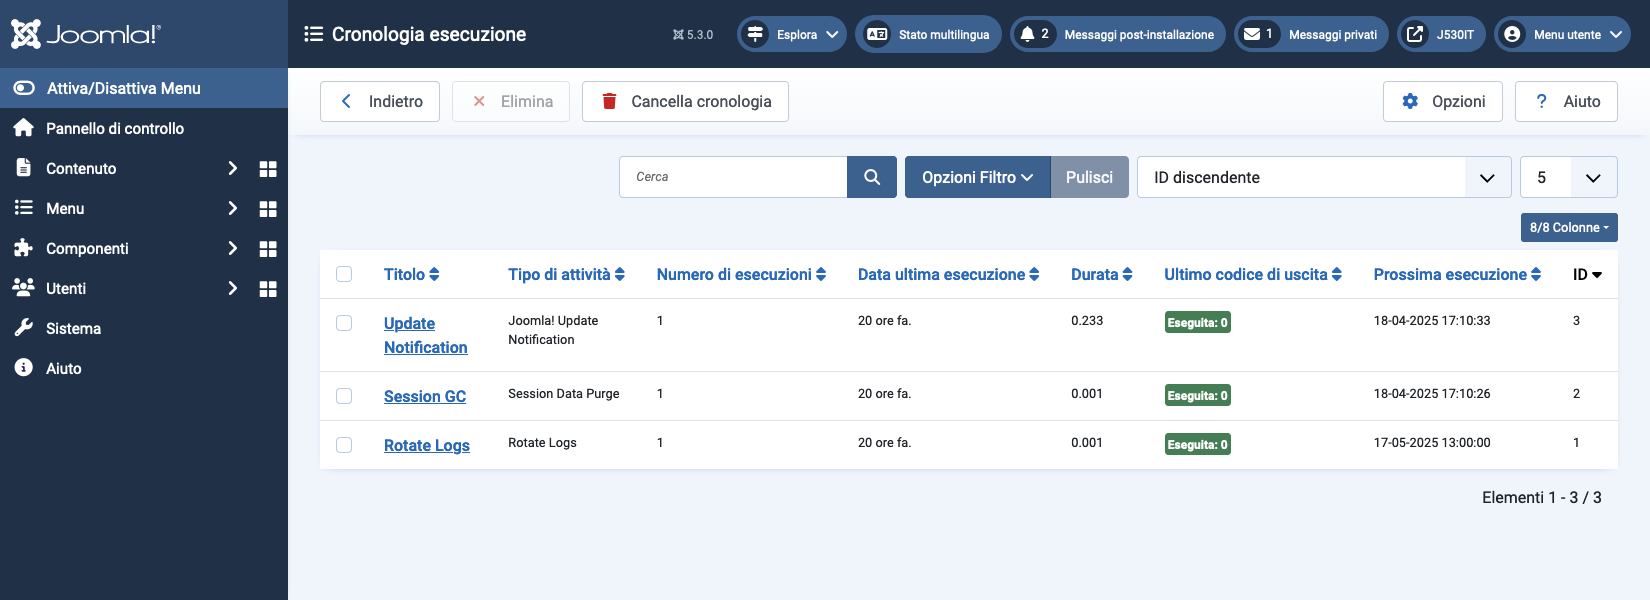 Joomla!®
Cronologia esecuzione
5.3.0
Esplora
Stato multilingua
2 Messaggi post-installazione
1 Messaggi privati
J530IT
Menu utente
Attiva/Disattiva Menu
Pannello di controllo
Contenuto
Menu
Componenti
Utenti
Sistema
Aiuto
Indietro
Elimina
Cancella cronologia
Opzioni
? Aiuto
Cerca
Opzioni Filtro
Pulisci
ID discendente
5
8/8 Colonne
Titolo Tipo di attività Numero di esecuzioni Data ultima esecuzione Durata Ultimo codice di uscita Prossima esecuzione ID
Update Notification Joomla! Update Notification 1 20 ore fa. 0.233 Eseguita: 0 18-04-2025 17:10:33 3
Session GC Session Data Purge 1 20 ore fa. 0.001 Eseguita: 0 18-04-2025 17:10:26 2
Rotate Logs Rotate Logs 1 20 ore fa. 0.001 Eseguita: 0 17-05-2025 13:00:00 1
Elementi 1 - 3 / 3